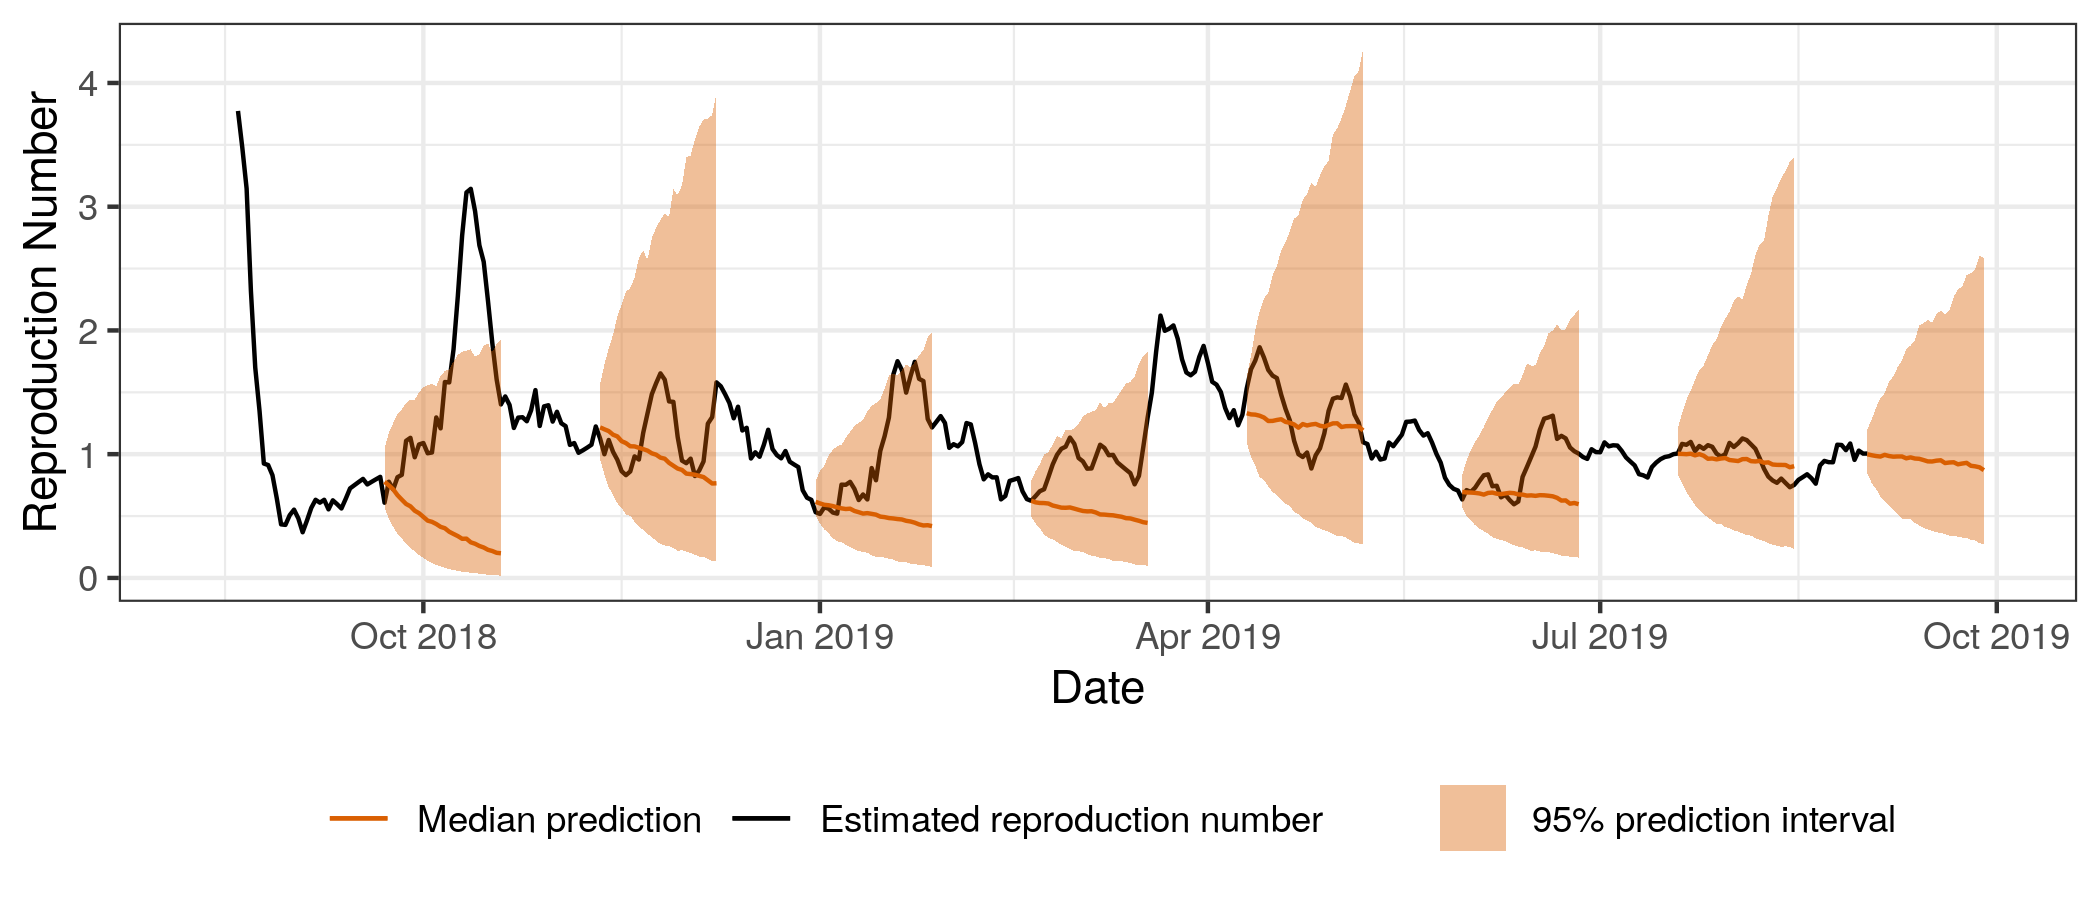 Reproduction Number
4
3
2
1
0
Oct 2018
Jan 2019
Apr 2019
Jul 2019
Oct 2019
Date
Median prediction
Estimated reproduction number
95% prediction interval